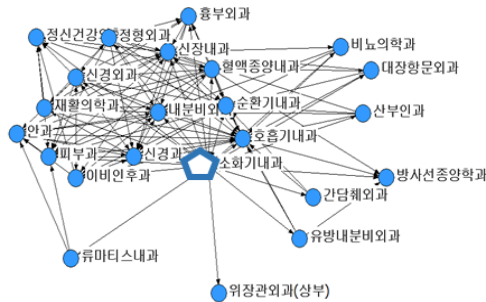 흉부외과
정신건강의
정형외과
신장내과
비뇨의학과
혈액종양내과
대장항문외과
신경외과
재활의학과
내분비외
순환기내과
산부인과
안과
호흡기내과
피부과
신경과
소화기내과
이비인후과
방사선종양학과
간담췌외과
유방내분비외과
류마티스내과
위장관외과(상부)